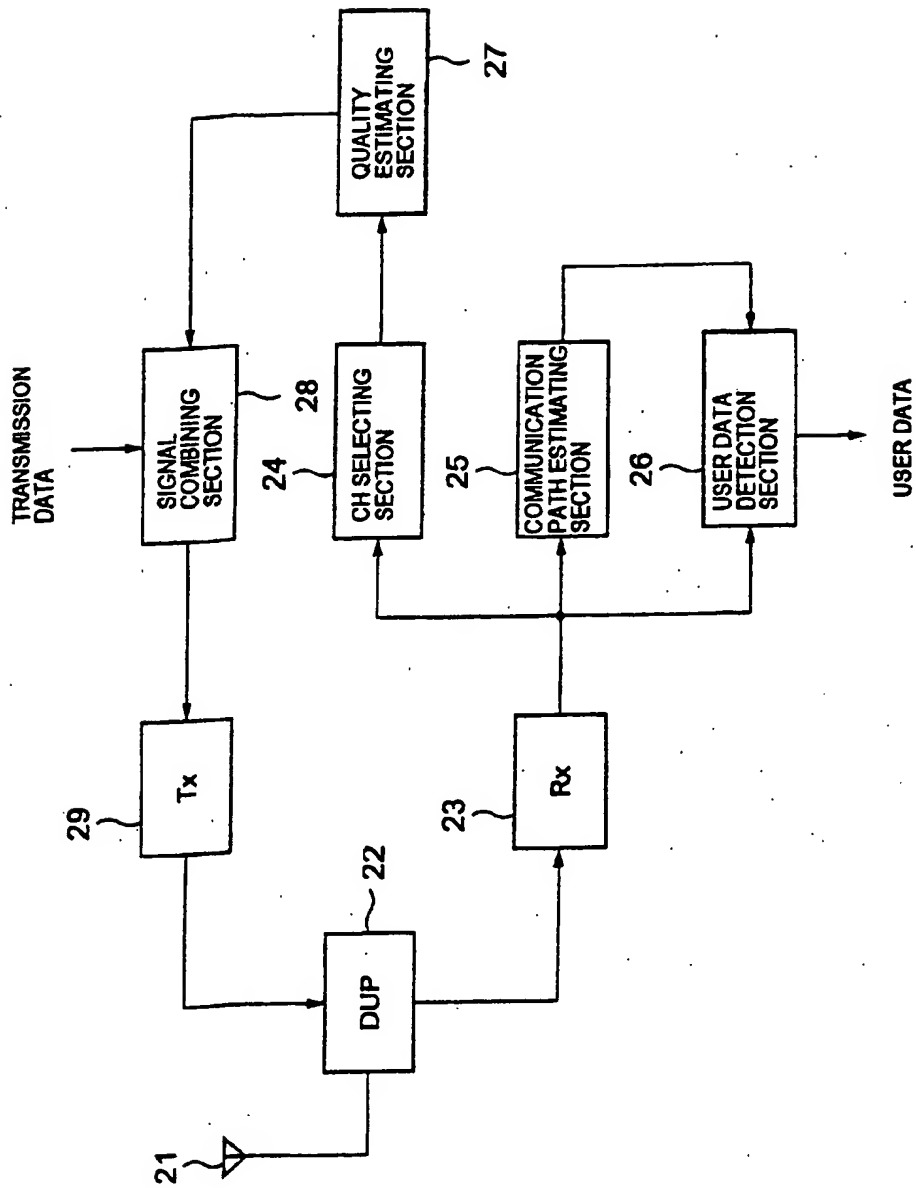 TRANSMISSION
DATA
SIGNAL
COMBINING
SECTION
28
QUALITY
ESTIMATING
SECTION
27
Tx
29
CH SELECTING
SECTION
24
DUP
22
21
Rx
23
COMMUNICATION
PATH ESTIMATING
SECTION
25
USER DATA
DETECTION
SECTION
26
USER DATA